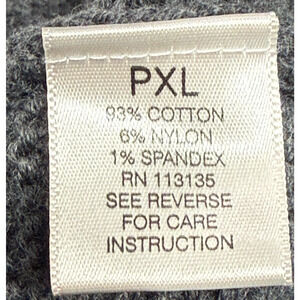 PXL
93% COTTON
6% NYLON
1% SPANDEX
RN 113135
SEE REVERSE
FOR CARE
INSTRUCTION